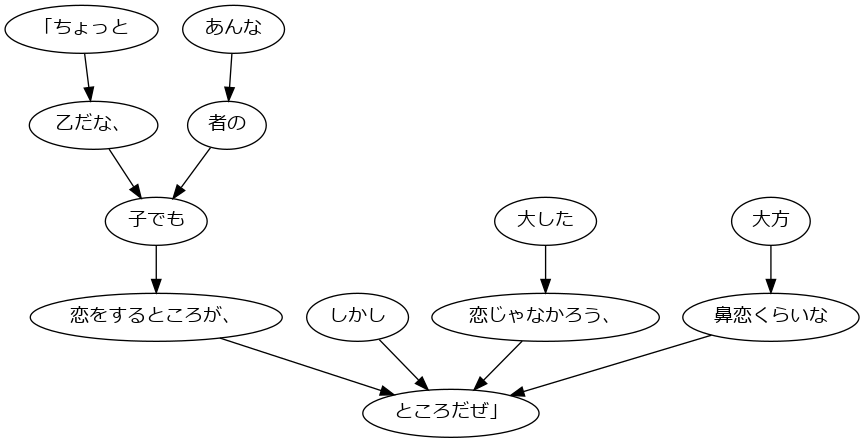 「ちょっと
あんな
乙だな、
者の
子でも
大した
大方
恋をするところが、
しかし
恋じゃなかろう、
鼻恋くらいな
ところだぜ」